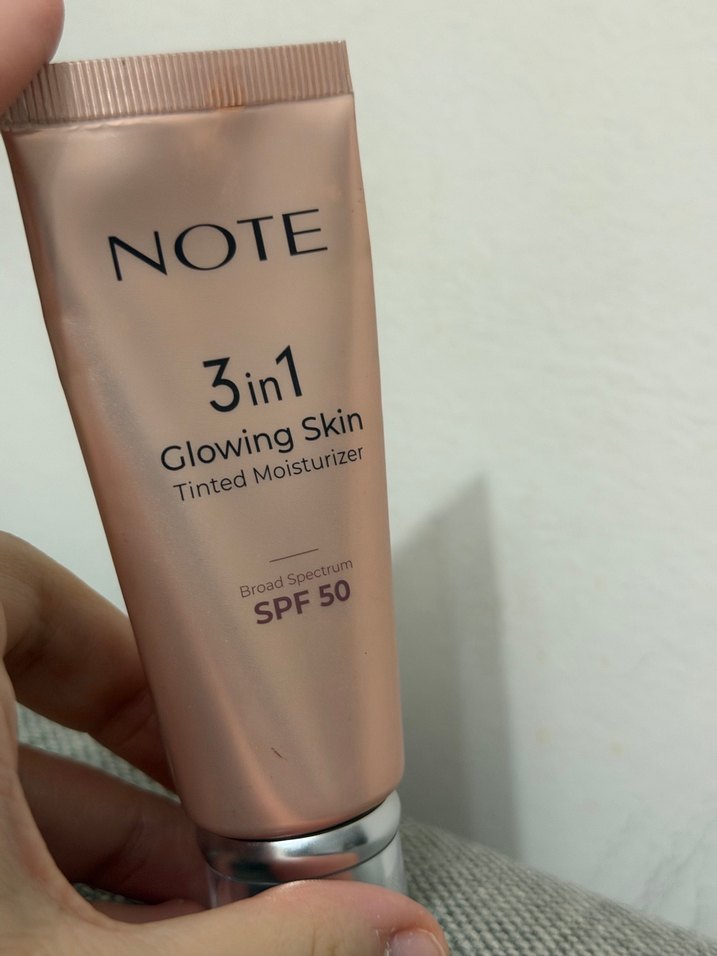 NOTE
3in1
Glowing Skin
Tinted Moisturizer
Broad Spectrum
SPF 50